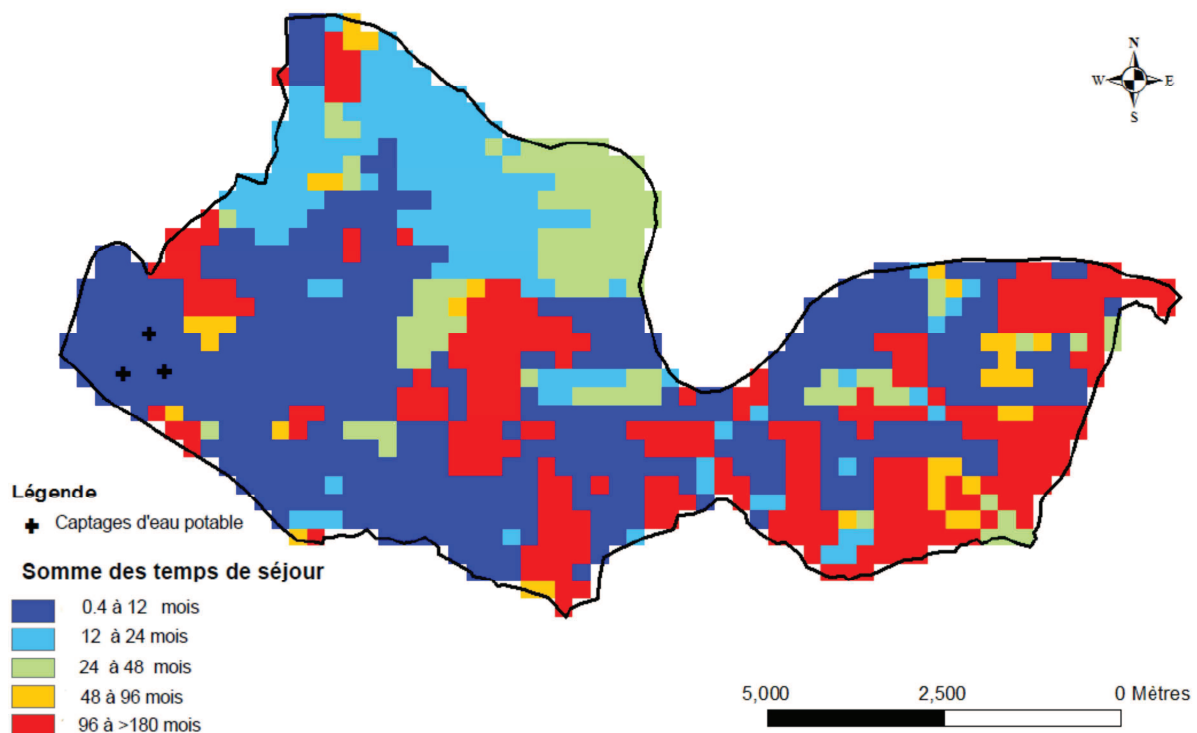 N
W E
S
Légende
Captages d'eau potable
Somme des temps de séjour
0.4 à 12 mois
12 à 24 mois
24 à 48 mois
48 à 96 mois
96 à >180 mois
5,000 2,500 0 Mètres